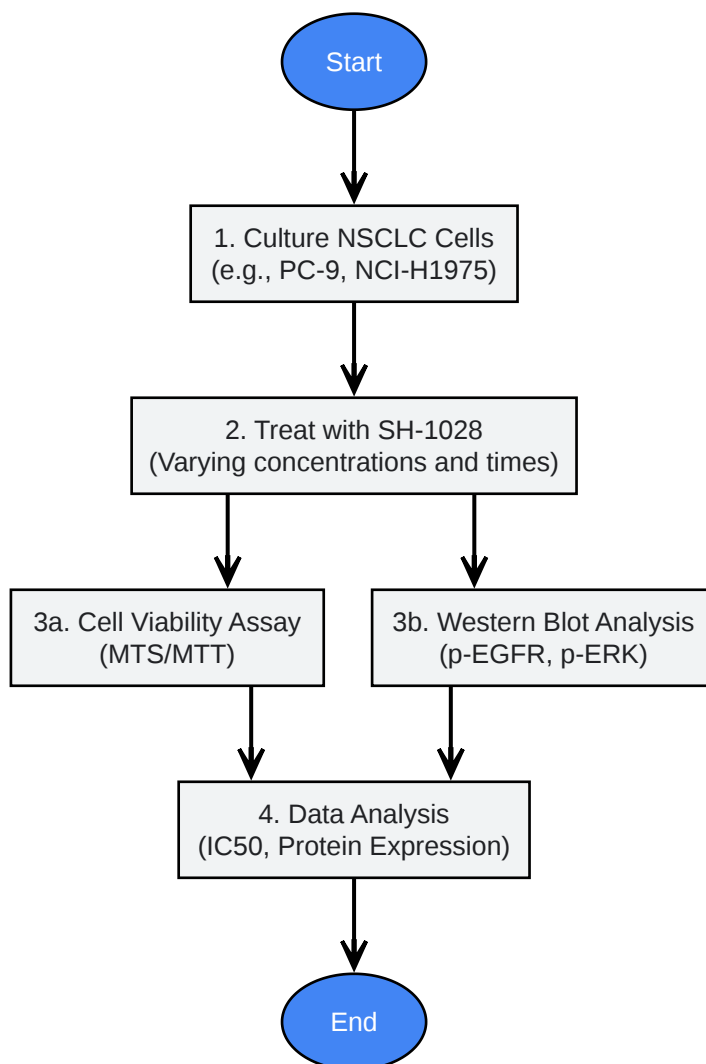 Start
1. Culture NSCLC Cells
(e.g., PC-9, NCI-H1975)
2. Treat with SH-1028
(Varying concentrations and times)
3a. Cell Viability Assay
(MTS/MTT)
3b. Western Blot Analysis
(p-EGFR, p-ERK)
4. Data Analysis
(IC50, Protein Expression)
End